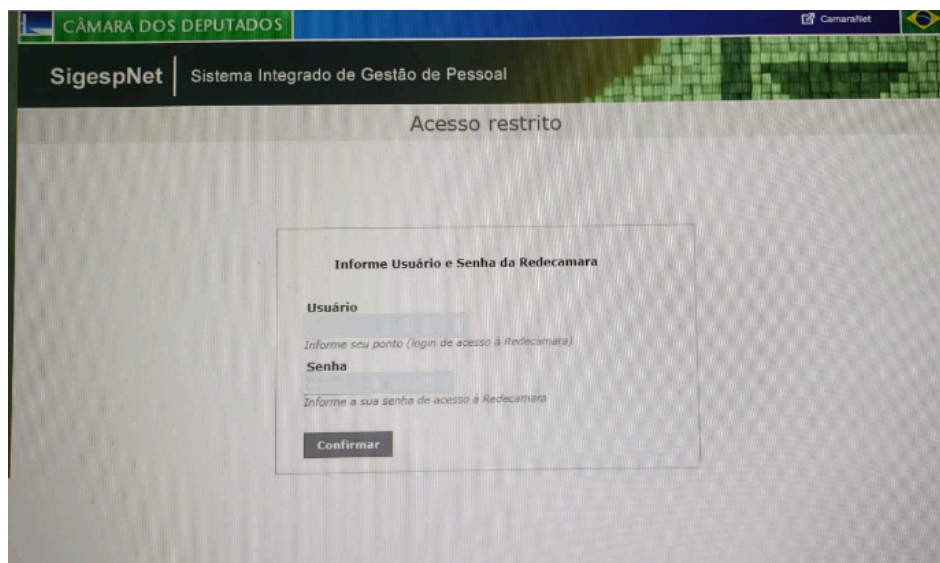 CÂMARA DOS DEPUTADOS
CamaraNet
SigespNet
Sistema Integrado de Gestão de Pessoal
Acesso restrito
Informe Usuário e Senha da Redecamara
Usuário
Informe seu ponto (login de acesso à Redecamara)
Senha
Informe a sua senha de acesso à Redecamara
Confirmar